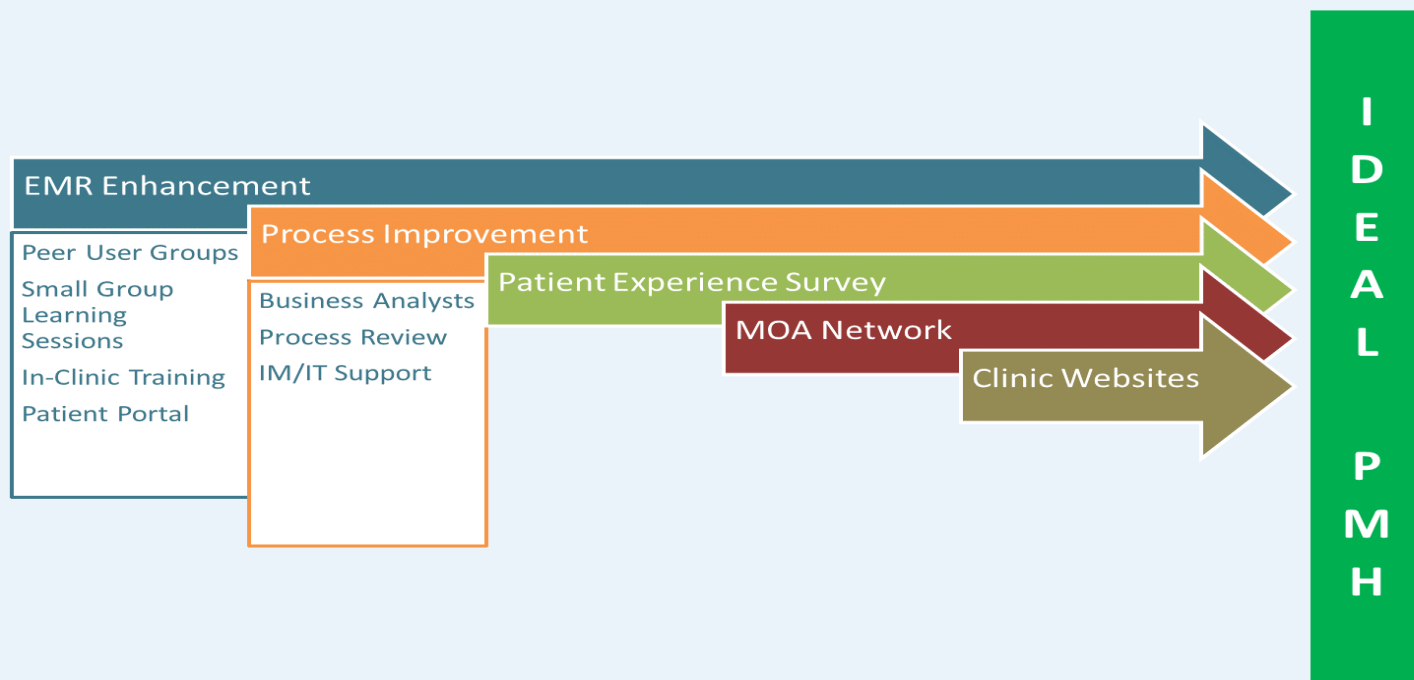 EMR Enhancement
Peer User Groups
Small Group
Learning
Sessions
In-Clinic Training
Patient Portal
Process Improvement
Business Analysts
Process Review
IM/IT Support
Patient Experience Survey
MOA Network
Clinic Websites
I
D
E
A
L
P
M
H